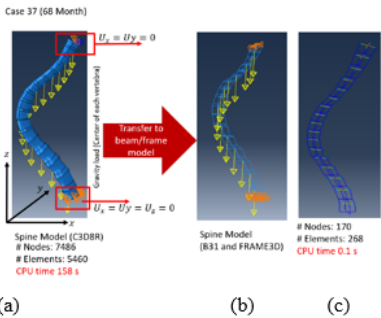 Case 37 (68 Month)
Uₓ = Uy = 0
Gravity load (Center of each vertebra)
Transfer to
beam/frame
model
z
y
x
Uₓ = Uy = U_z = 0
Spine Model (C3D8R)
# Nodes: 7486
# Elements: 5460
CPU time 158 s
Spine Model
(B31 and FRAME3D)
# Nodes: 170
# Elements: 268
CPU time 0.1 s
(a)
(b)
(c)